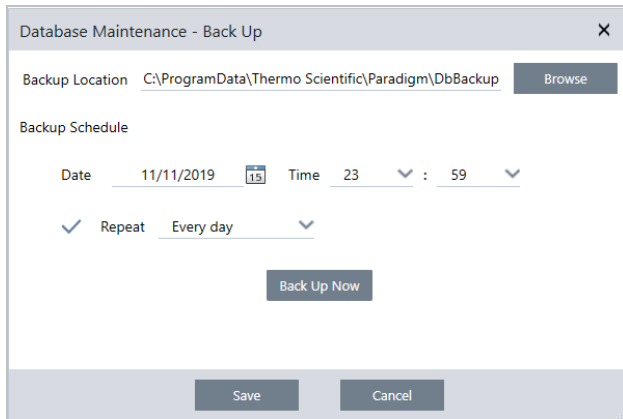 Database Maintenance - Back Up
Backup Location C:\ProgramData\Thermo Scientific\Paradigm\DbBackup Browse
Backup Schedule
Date 11/11/2019 15 Time 23 : 59
Repeat Every day
Back Up Now
Save Cancel